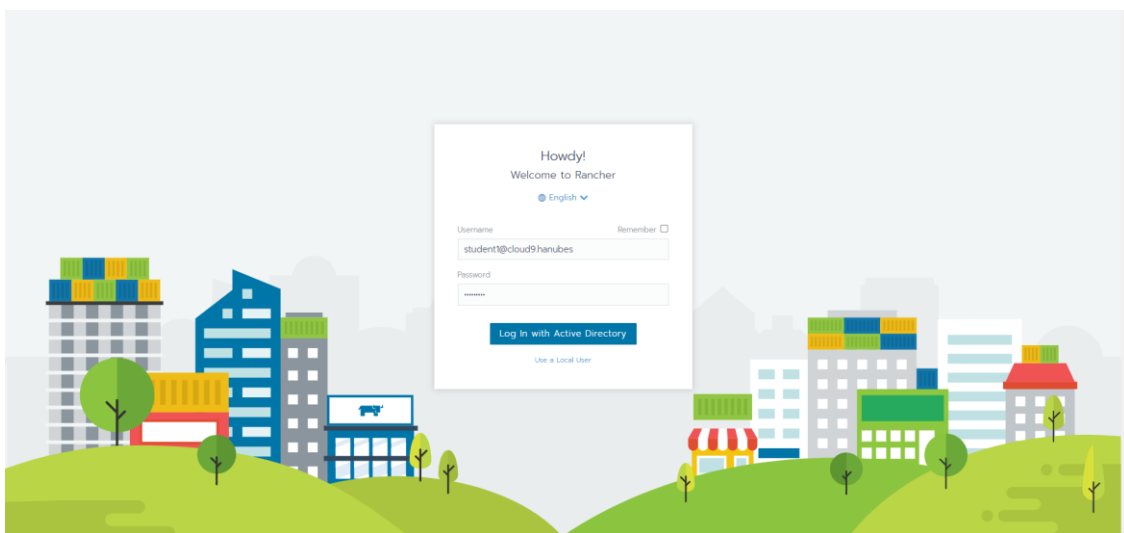 Howdy!
Welcome to Rancher
English
Username Remember
student1@cloud9.hanubes
Password
Log In with Active Directory
Use a Local User